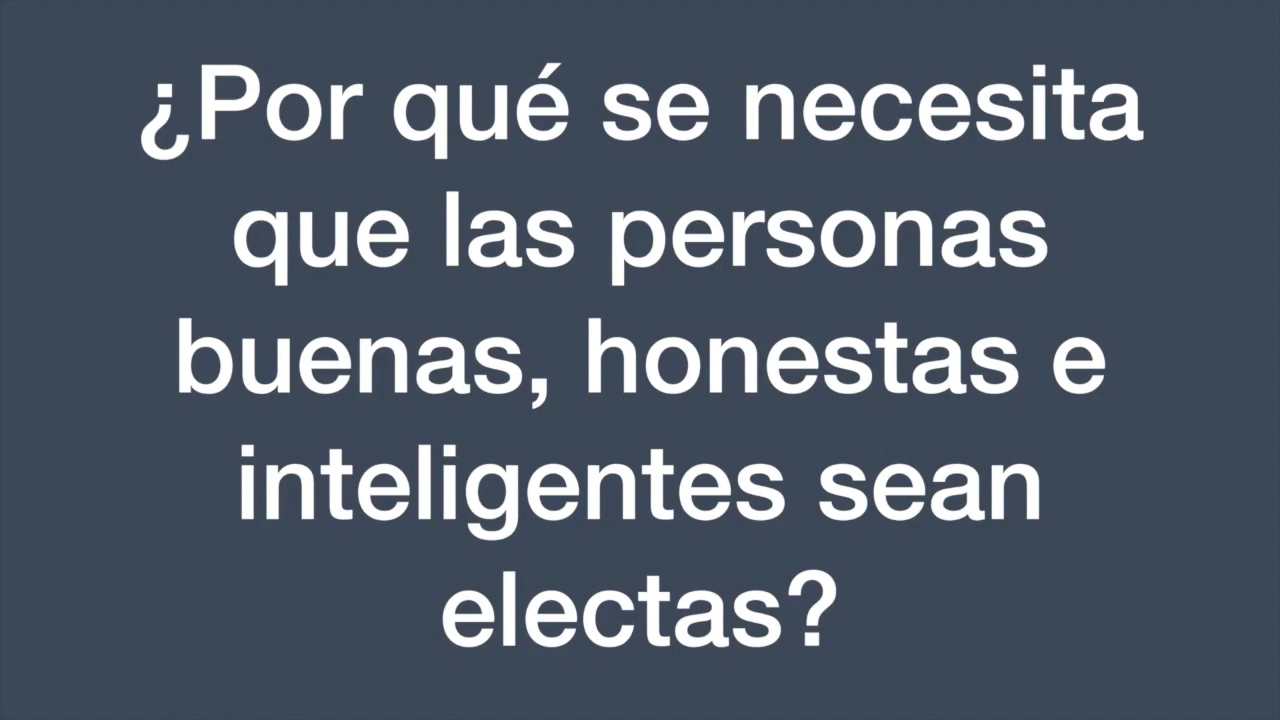 ¿Por qué se necesita
que las personas
buenas, honestas e
inteligentes sean
electas?